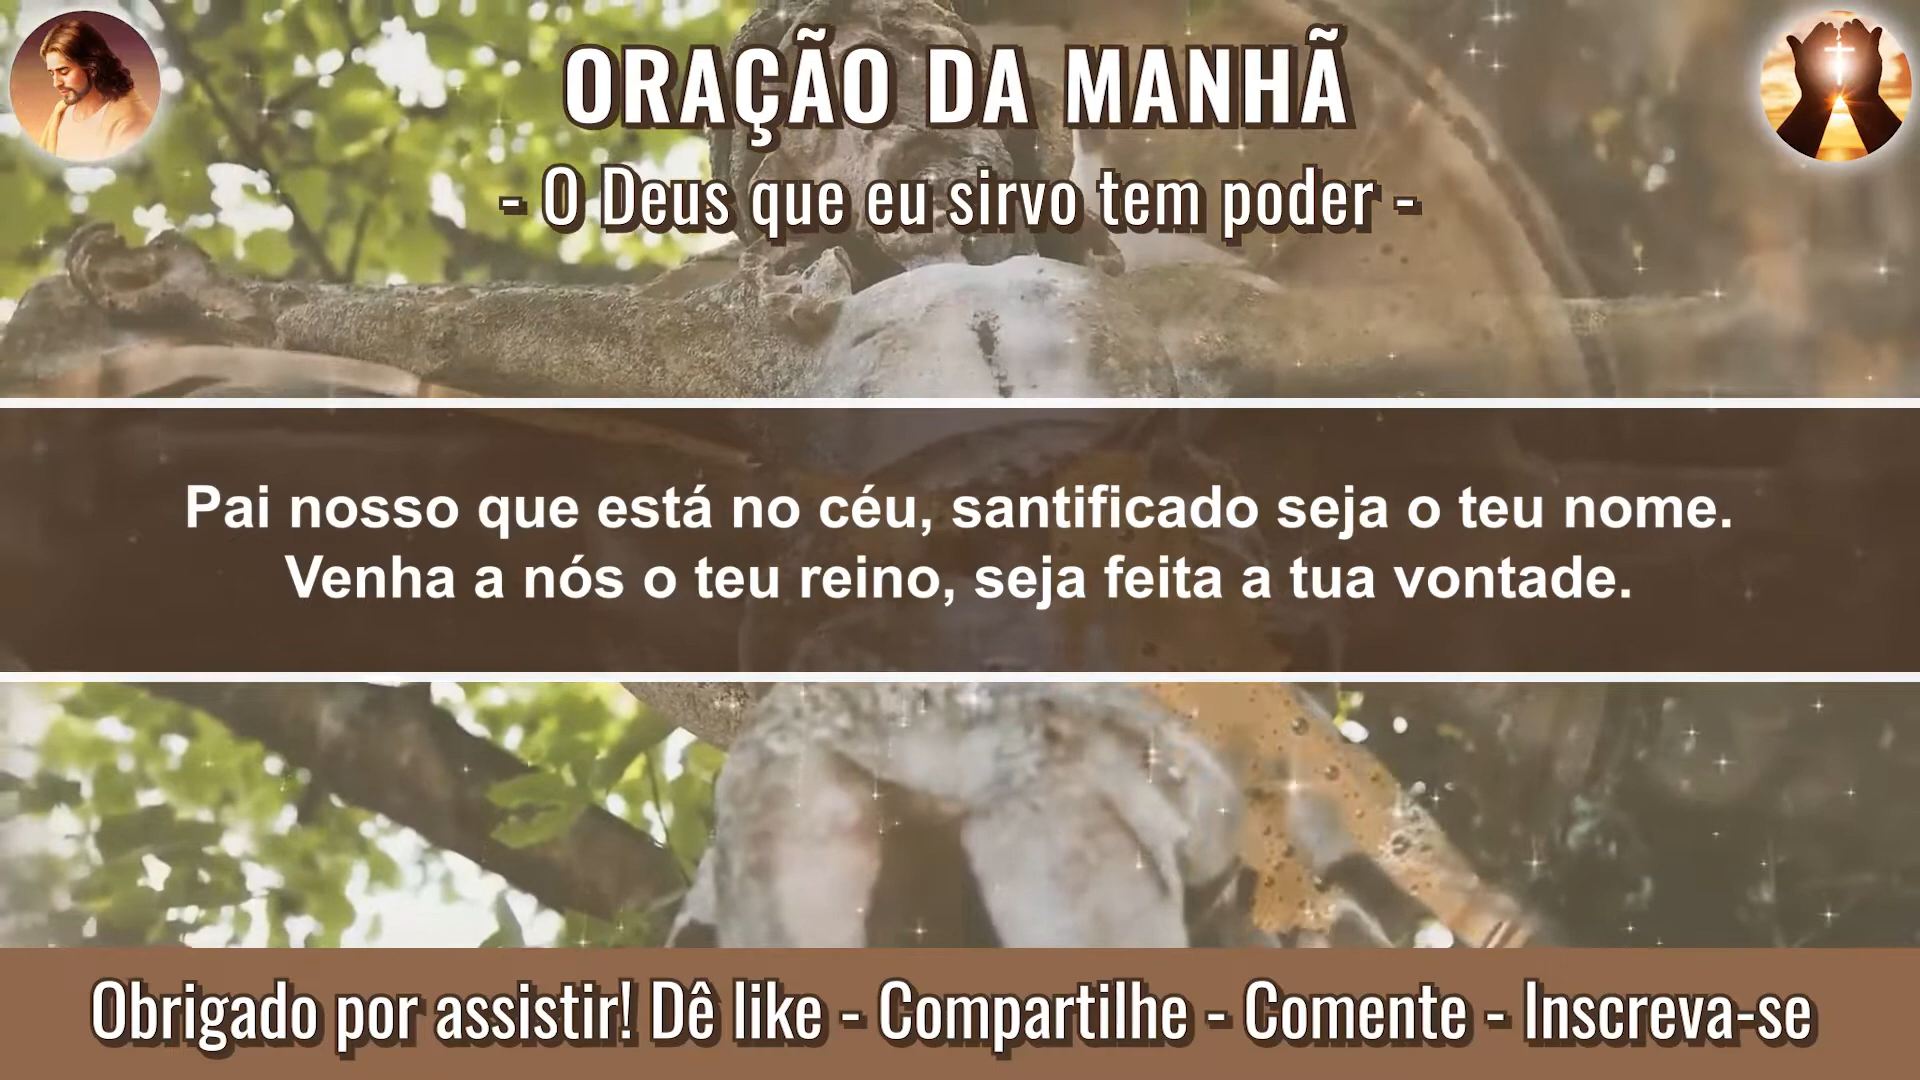 ORAÇÃO DA MANHÃ
- O Deus que eu sirvo tem poder -
Pai nosso que está no céu, santificado seja o teu nome.
Venha a nós o teu reino, seja feita a tua vontade.
Obrigado por assistir! Dê like - Compartilhe - Comente - Inscreva-se